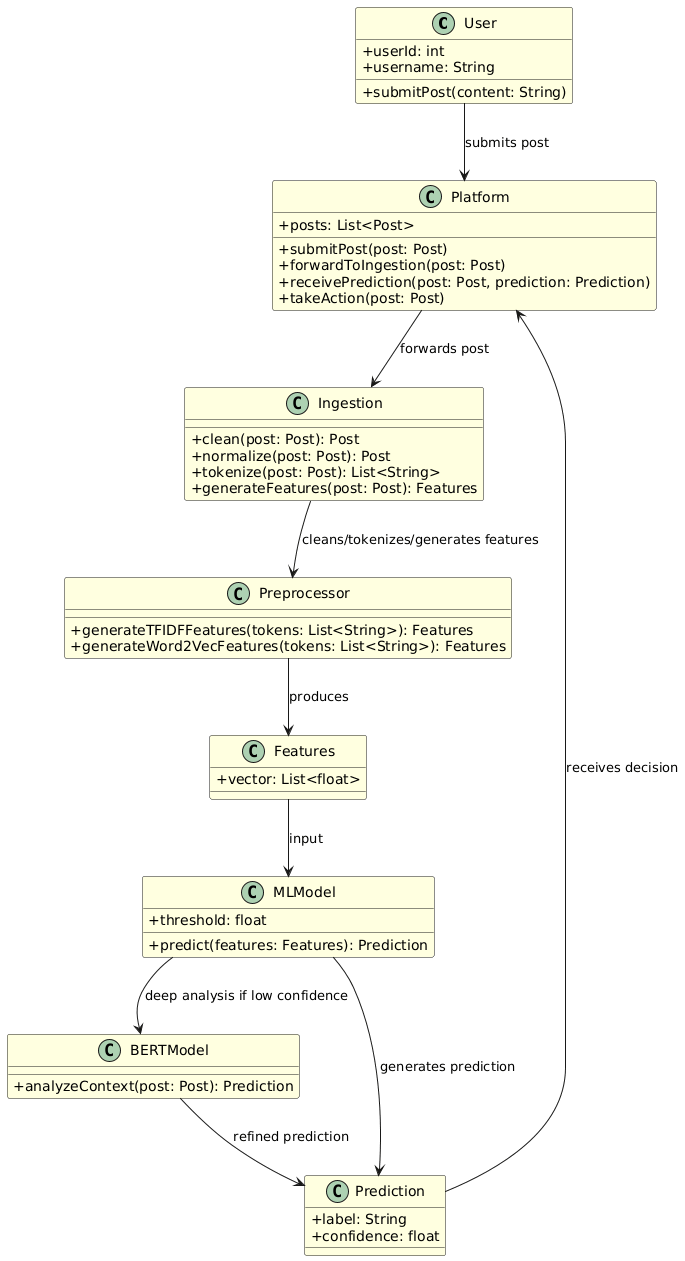 C User
+userId: int
+username: String
+submitPost(content: String)
submits post
C Platform
+posts: List<Post>
+submitPost(post: Post)
+forwardToIngestion(post: Post)
+receivePrediction(post: Post, prediction: Prediction)
+takeAction(post: Post)
forwards post
C Ingestion
+clean(post: Post): Post
+normalize(post: Post): Post
+tokenize(post: Post): List<String>
+generateFeatures(post: Post): Features
cleans/tokenizes/generates features
C Preprocessor
+generateTFIDFFeatures(tokens: List<String>): Features
+generateWord2VecFeatures(tokens: List<String>): Features
produces
C Features
+vector: List<float>
receives decision
input
C MLModel
+threshold: float
+predict(features: Features): Prediction
deep analysis if low confidence
C BERTModel
+analyzeContext(post: Post): Prediction
generates prediction
refined prediction
C Prediction
+label: String
+confidence: float